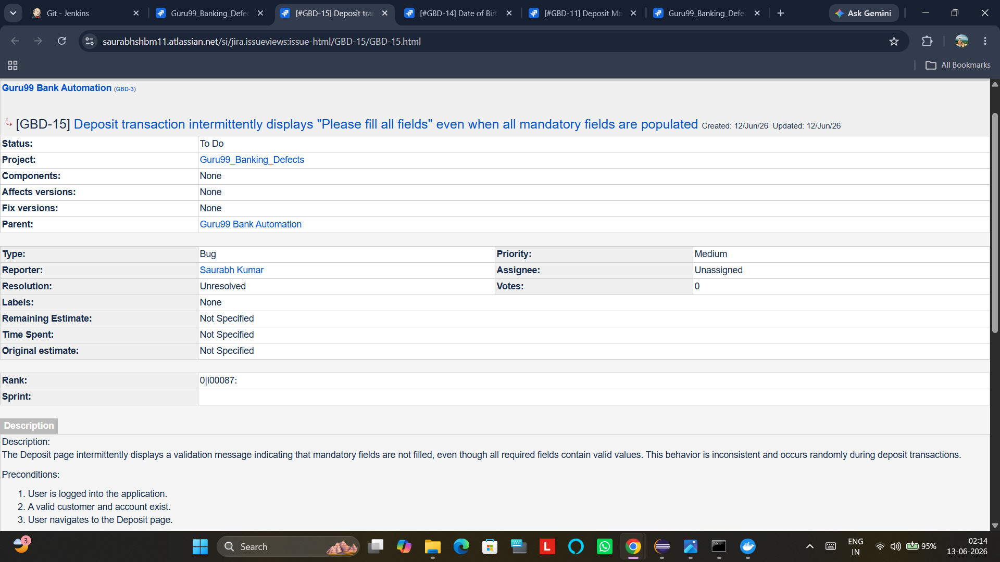 Git - Jenkins
Guru99_Banking_Defe
[#GBD-15] Deposit tra
[#GBD-14] Date of Birt
[#GBD-11] Deposit Mo
Guru99_Banking_Defe
Ask Gemini
saurabhshbm11.atlassian.net/si/jira.issueviews:issue-html/GBD-15/GBD-15.html
All Bookmarks
Guru99 Bank Automation (GBD-3)
[GBD-15] Deposit transaction intermittently displays "Please fill all fields" even when all mandatory fields are populated Created: 12/Jun/26 Updated: 12/Jun/26
Status: To Do
Project: Guru99_Banking_Defects
Components: None
Affects versions: None
Fix versions: None
Parent: Guru99 Bank Automation
Type: Bug Priority: Medium
Reporter: Saurabh Kumar Assignee: Unassigned
Resolution: Unresolved Votes: 0
Labels: None
Remaining Estimate: Not Specified
Time Spent: Not Specified
Original estimate: Not Specified
Rank: 0|i00087:
Sprint:
Description
Description:
The Deposit page intermittently displays a validation message indicating that mandatory fields are not filled, even though all required fields contain valid values. This behavior is inconsistent and occurs randomly during deposit transactions.
Preconditions:
1. User is logged into the application.
2. A valid customer and account exist.
3. User navigates to the Deposit page.
3
Search
L
ENG
IN
95%
02:14
13-06-2026